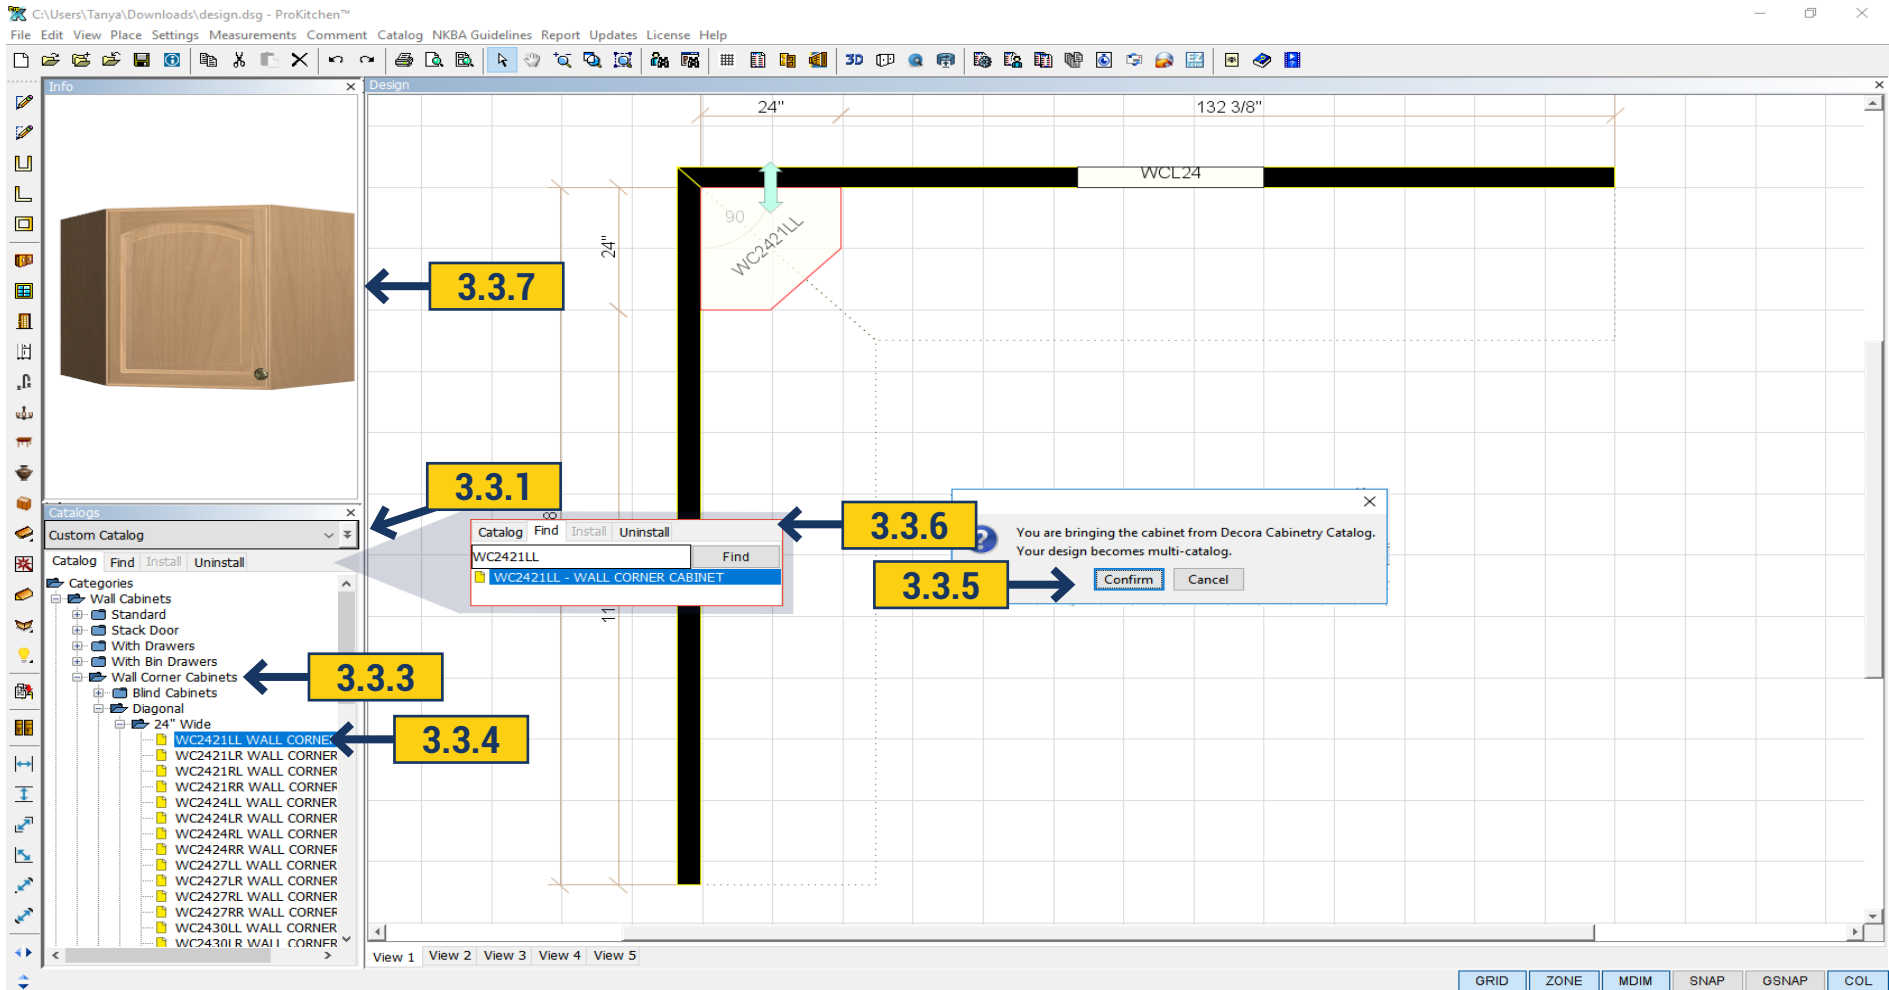 C:\Users\Tanya\Downloads\design.dsg - ProKitchen™
File Edit View Place Settings Measurements Comment Catalog NKBA Guidelines Report Updates License Help
3D
EZ
Info
Design
24"
132 3/8"
WCL24
90
WC2421LL
24"
3.3.7
3.3.1
Catalogs
Custom Catalog
Catalog Find Install Uninstall
Categories
Wall Cabinets
Standard
Stack Door
With Drawers
With Bin Drawers
Wall Corner Cabinets
Blind Cabinets
Diagonal
24" Wide
WC2421LL WALL CORNE
WC2421LR WALL CORNER
WC2421RL WALL CORNER
WC2421RR WALL CORNER
WC2424LL WALL CORNER
WC2424LR WALL CORNER
WC2424RL WALL CORNER
WC2424RR WALL CORNER
WC2427LL WALL CORNER
WC2427LR WALL CORNER
WC2427RL WALL CORNER
WC2427RR WALL CORNER
WC2430LL WALL CORNER
WC2430LR WALL CORNER
3.3.3
3.3.4
Catalog Find Install Uninstall
WC2421LL Find
WC2421LL - WALL CORNER CABINET
3.3.6
3.3.5
You are bringing the cabinet from Decora Cabinetry Catalog.
Your design becomes multi-catalog.
Confirm Cancel
View 1 View 2 View 3 View 4 View 5
GRID ZONE MDIM SNAP GSNAP COL